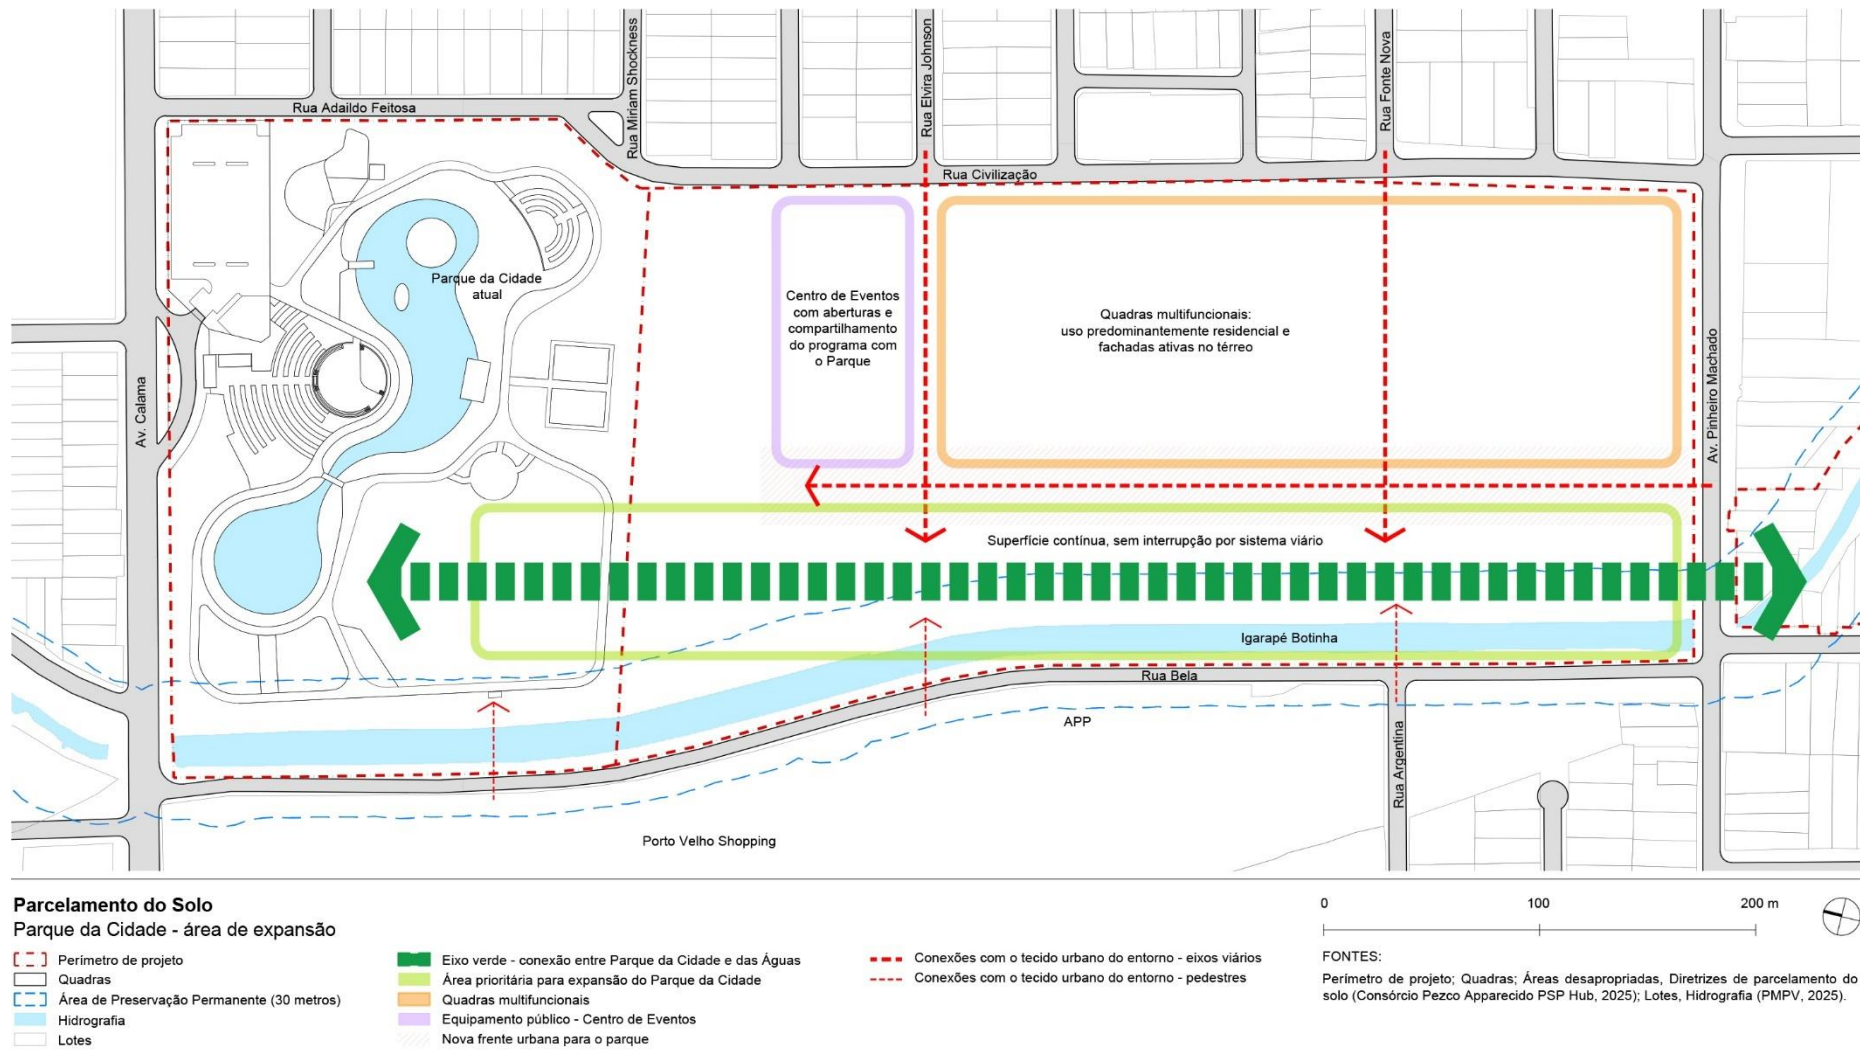 Rua Adaildo Feitosa
Rua Miriam Shockness
Rua Elvira Johnson
Rua Fonte Nova
Rua Civilização
Parque da Cidade
atual
Centro de Eventos
com aberturas e
compartilhamento
do programa com
o Parque
Quadras multifuncionais:
uso predominantemente residencial e
fachadas ativas no térreo
Av. Calama
Av. Pinheiro Machado
Superfície contínua, sem interrupção por sistema viário
Igarapé Botinha
Rua Bela
APP
Rua Argentina
Porto Velho Shopping
Parcelamento do Solo
Parque da Cidade - área de expansão
Perímetro de projeto
Quadras
Área de Preservação Permanente (30 metros)
Hidrografia
Lotes
Eixo verde - conexão entre Parque da Cidade e das Águas
Área prioritária para expansão do Parque da Cidade
Quadras multifuncionais
Equipamento público - Centro de Eventos
Nova frente urbana para o parque
Conexões com o tecido urbano do entorno - eixos viários
Conexões com o tecido urbano do entorno - pedestres
0 100 200 m
FONTES:
Perímetro de projeto; Quadras; Áreas desapropriadas, Diretrizes de parcelamento do
solo (Consórcio Pezco Apparecido PSP Hub, 2025); Lotes, Hidrografia (PMPV, 2025).